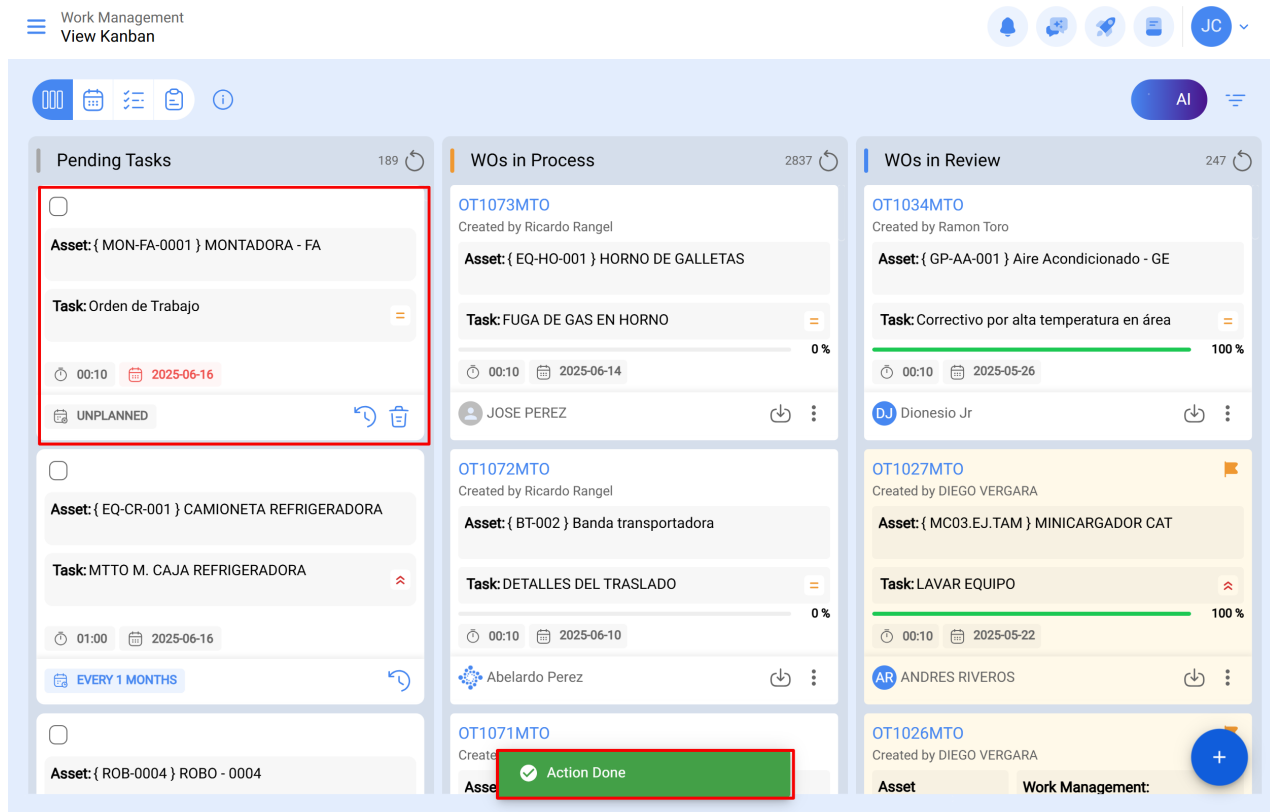 Work Management
View Kanban
JC
AI
Pending Tasks
189
Asset: { MON-FA-0001 } MONTADORA - FA
Task: Orden de Trabajo
00:10
2025-06-16
UNPLANNED
Asset: { EQ-CR-001 } CAMIONETA REFRIGERADORA
Task: MTTO M. CAJA REFRIGERADORA
01:00
2025-06-16
EVERY 1 MONTHS
Asset: { ROB-0004 } ROBO - 0004
WOs in Process
2837
OT1073MTO
Created by Ricardo Rangel
Asset: { EQ-HO-001 } HORNO DE GALLETAS
Task: FUGA DE GAS EN HORNO
0 %
00:10
2025-06-14
JOSE PEREZ
OT1072MTO
Created by Ricardo Rangel
Asset: { BT-002 } Banda transportadora
Task: DETALLES DEL TRASLADO
0 %
00:10
2025-06-10
Abelardo Perez
OT1071MTO
Create
Asse
Action Done
WOs in Review
247
OT1034MTO
Created by Ramon Toro
Asset: { GP-AA-001 } Aire Acondicionado - GE
Task: Correctivo por alta temperatura en área
100 %
00:10
2025-05-26
DJ Dionesio Jr
OT1027MTO
Created by DIEGO VERGARA
Asset: { MC03.EJ.TAM } MINICARGADOR CAT
Task: LAVAR EQUIPO
100 %
00:10
2025-05-22
AR ANDRES RIVEROS
OT1026MTO
Created by DIEGO VERGARA
Asset
Work Management: